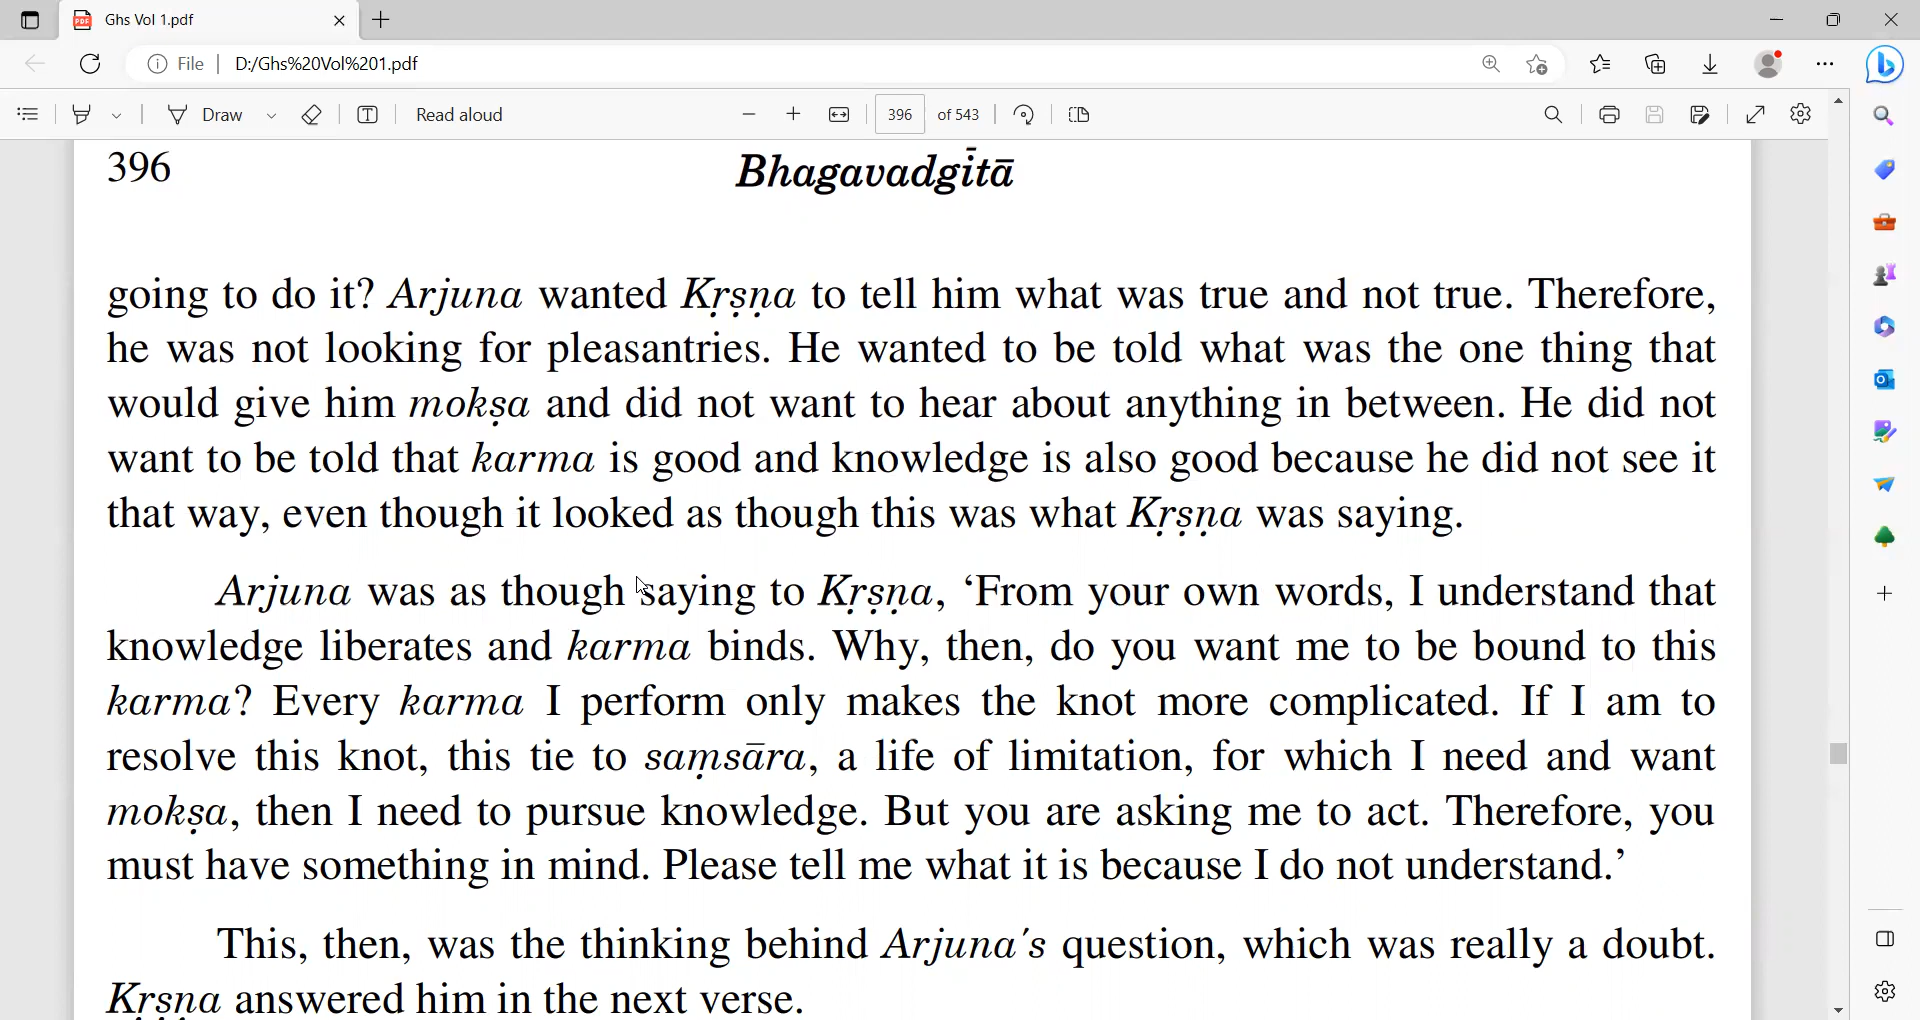 Ghs Vol 1.pdf
File D:/Ghs%20Vol%201.pdf
Draw Read aloud 396 of 543
396 Bhagavadgītā
going to do it? Arjuna wanted Kṛṣṇa to tell him what was true and not true. Therefore,
he was not looking for pleasantries. He wanted to be told what was the one thing that
would give him mokṣa and did not want to hear about anything in between. He did not
want to be told that karma is good and knowledge is also good because he did not see it
that way, even though it looked as though this was what Kṛṣṇa was saying.
Arjuna was as though saying to Kṛṣṇa, ‘From your own words, I understand that
knowledge liberates and karma binds. Why, then, do you want me to be bound to this
karma? Every karma I perform only makes the knot more complicated. If I am to
resolve this knot, this tie to saṃsāra, a life of limitation, for which I need and want
mokṣa, then I need to pursue knowledge. But you are asking me to act. Therefore, you
must have something in mind. Please tell me what it is because I do not understand.’
This, then, was the thinking behind Arjuna's question, which was really a doubt.
Kṛṣṇa answered him in the next verse.